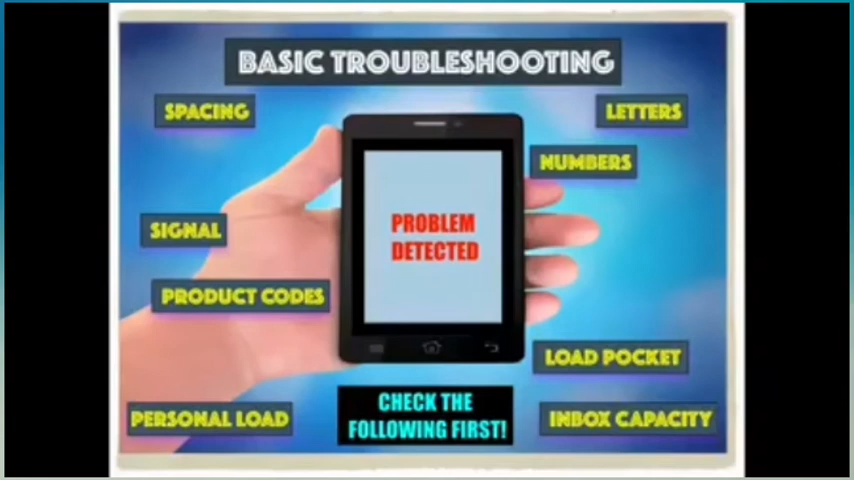 BASIC TROUBLESHOOTING
SPACING
LETTERS
NUMBERS
SIGNAL
PROBLEM
DETECTED
PRODUCT CODES
LOAD POCKET
PERSONAL LOAD
CHECK THE
FOLLOWING FIRST!
INBOX CAPACITY